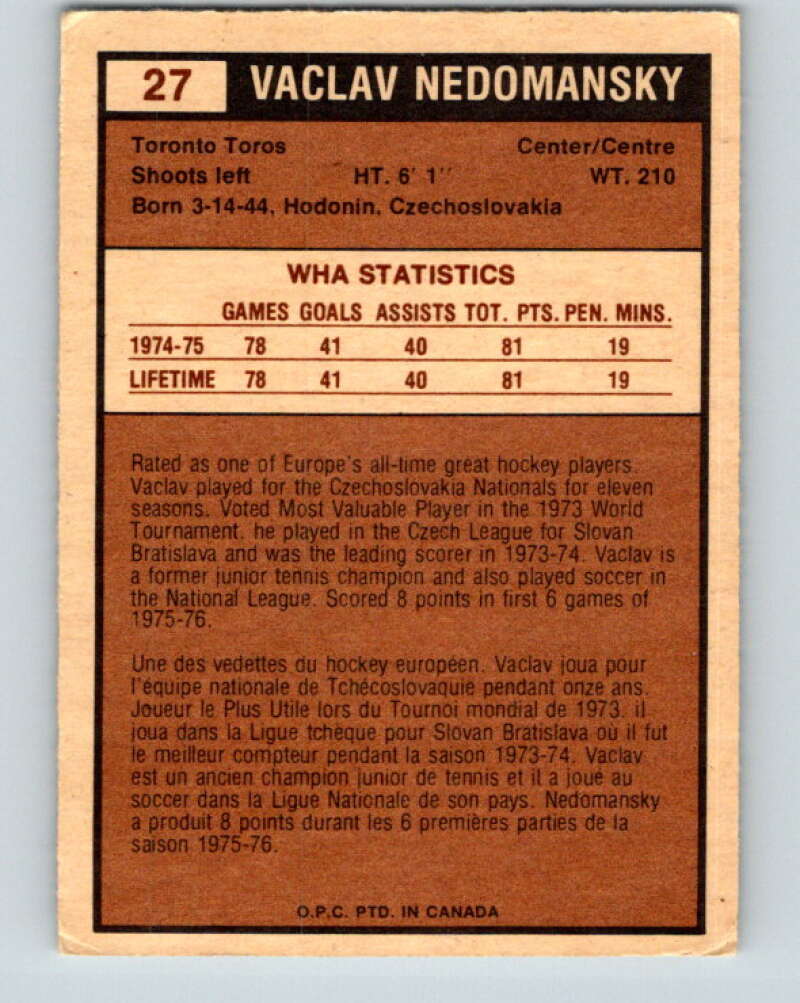 27 VACLAV NEDOMANSKY
Toronto Toros Center/Centre
Shoots left HT. 6' 1'' WT. 210
Born 3-14-44, Hodonin, Czechoslovakia
WHA STATISTICS
GAMES GOALS ASSISTS TOT. PTS. PEN. MINS.
1974-75 78 41 40 81 19
LIFETIME 78 41 40 81 19
Rated as one of Europe's all-time great hockey players.
Vaclav played for the Czechoslovakia Nationals for eleven
seasons. Voted Most Valuable Player in the 1973 World
Tournament, he played in the Czech League for Slovan
Bratislava and was the leading scorer in 1973-74. Vaclav is
a former junior tennis champion and also played soccer in
the National League. Scored 8 points in first 6 games of
1975-76.
Une des vedettes du hockey européen. Vaclav joua pour
l'équipe nationale de Tchécoslovaquie pendant onze ans.
Joueur le Plus Utile lors du Tournoi mondial de 1973, il
joua dans la Ligue tchèque pour Slovan Bratislava où il fut
le meilleur compteur pendant la saison 1973-74. Vaclav
est un ancien champion junior de tennis et il a joué au
soccer dans la Ligue Nationale de son pays. Nedomansky
a produit 8 points durant les 6 premières parties de la
saison 1975-76.
O.P.C. PTD. IN CANADA